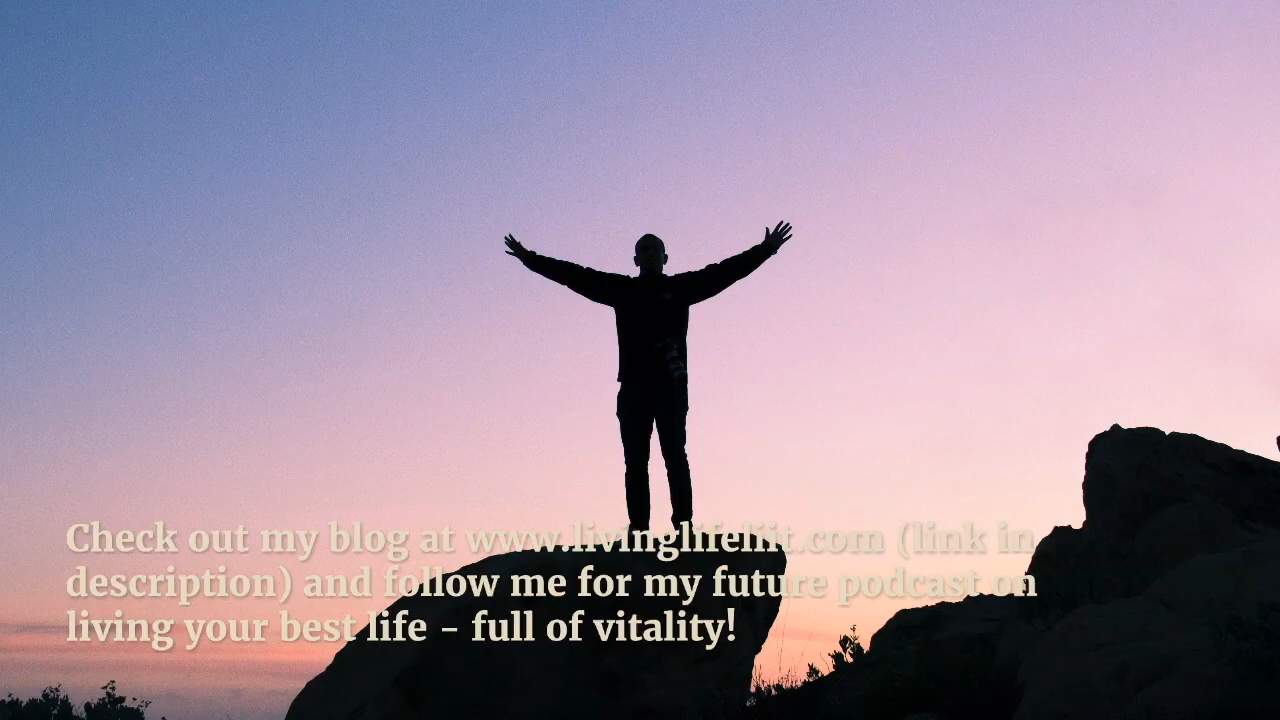 Check out my blog at www.livinglifeliit.com (link in
description) and follow me for my future podcast on
living your best life - full of vitality!